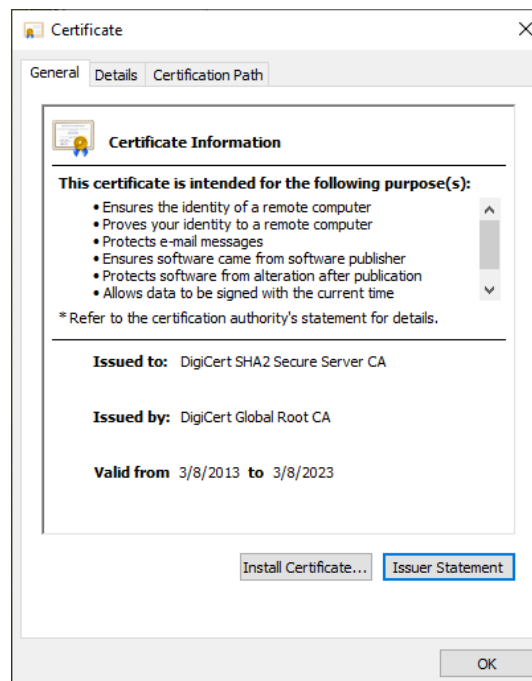 Certificate
General Details Certification Path
Certificate Information
This certificate is intended for the following purpose(s):
• Ensures the identity of a remote computer
• Proves your identity to a remote computer
• Protects e-mail messages
• Ensures software came from software publisher
• Protects software from alteration after publication
• Allows data to be signed with the current time
* Refer to the certification authority's statement for details.
Issued to: DigiCert SHA2 Secure Server CA
Issued by: DigiCert Global Root CA
Valid from 3/8/2013 to 3/8/2023
Install Certificate... Issuer Statement
OK